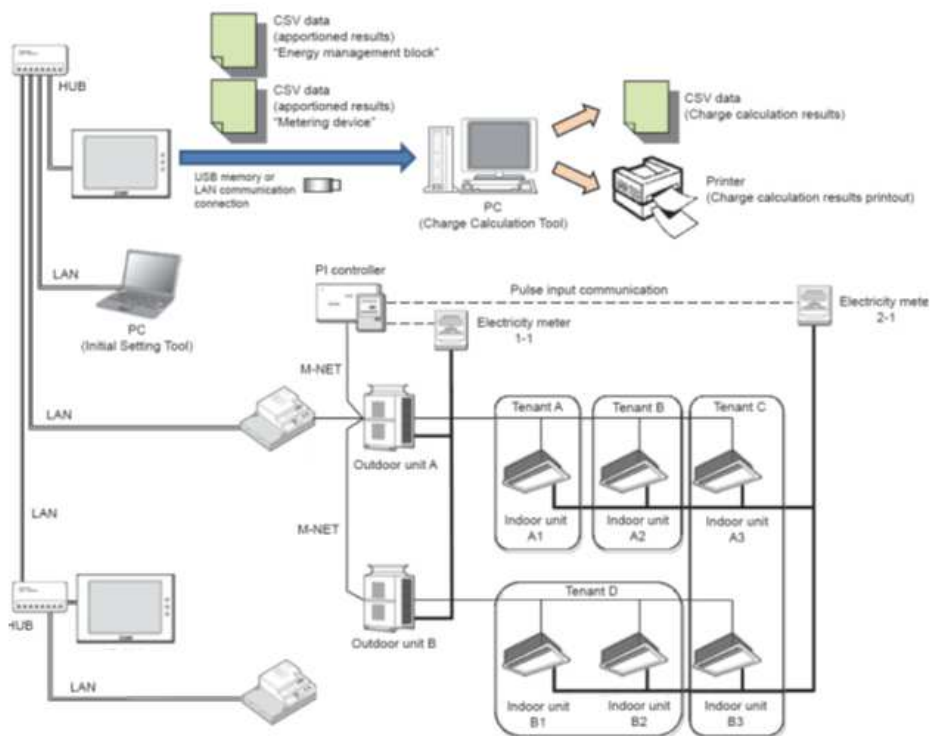 CSV data
(apportioned results)
"Energy management block"
HUB
CSV data
(apportioned results)
"Metering device"
CSV data
(Charge calculation results)
USB memory or
LAN communication
connection
PC
(Charge Calculation Tool)
Printer
(Charge calculation results printout)
LAN
PC
(Initial Setting Tool)
PI controller
Pulse input communication
Electricity meter
1-1
Electricity mete
2-1
M-NET
LAN
Outdoor unit A
Tenant A
Tenant B
Tenant C
Indoor unit
A1
Indoor unit
A2
Indoor unit
A3
LAN
M-NET
HUB
Outdoor unit B
Tenant D
LAN
Indoor unit
B1
Indoor unit
B2
Indoor unit
B3